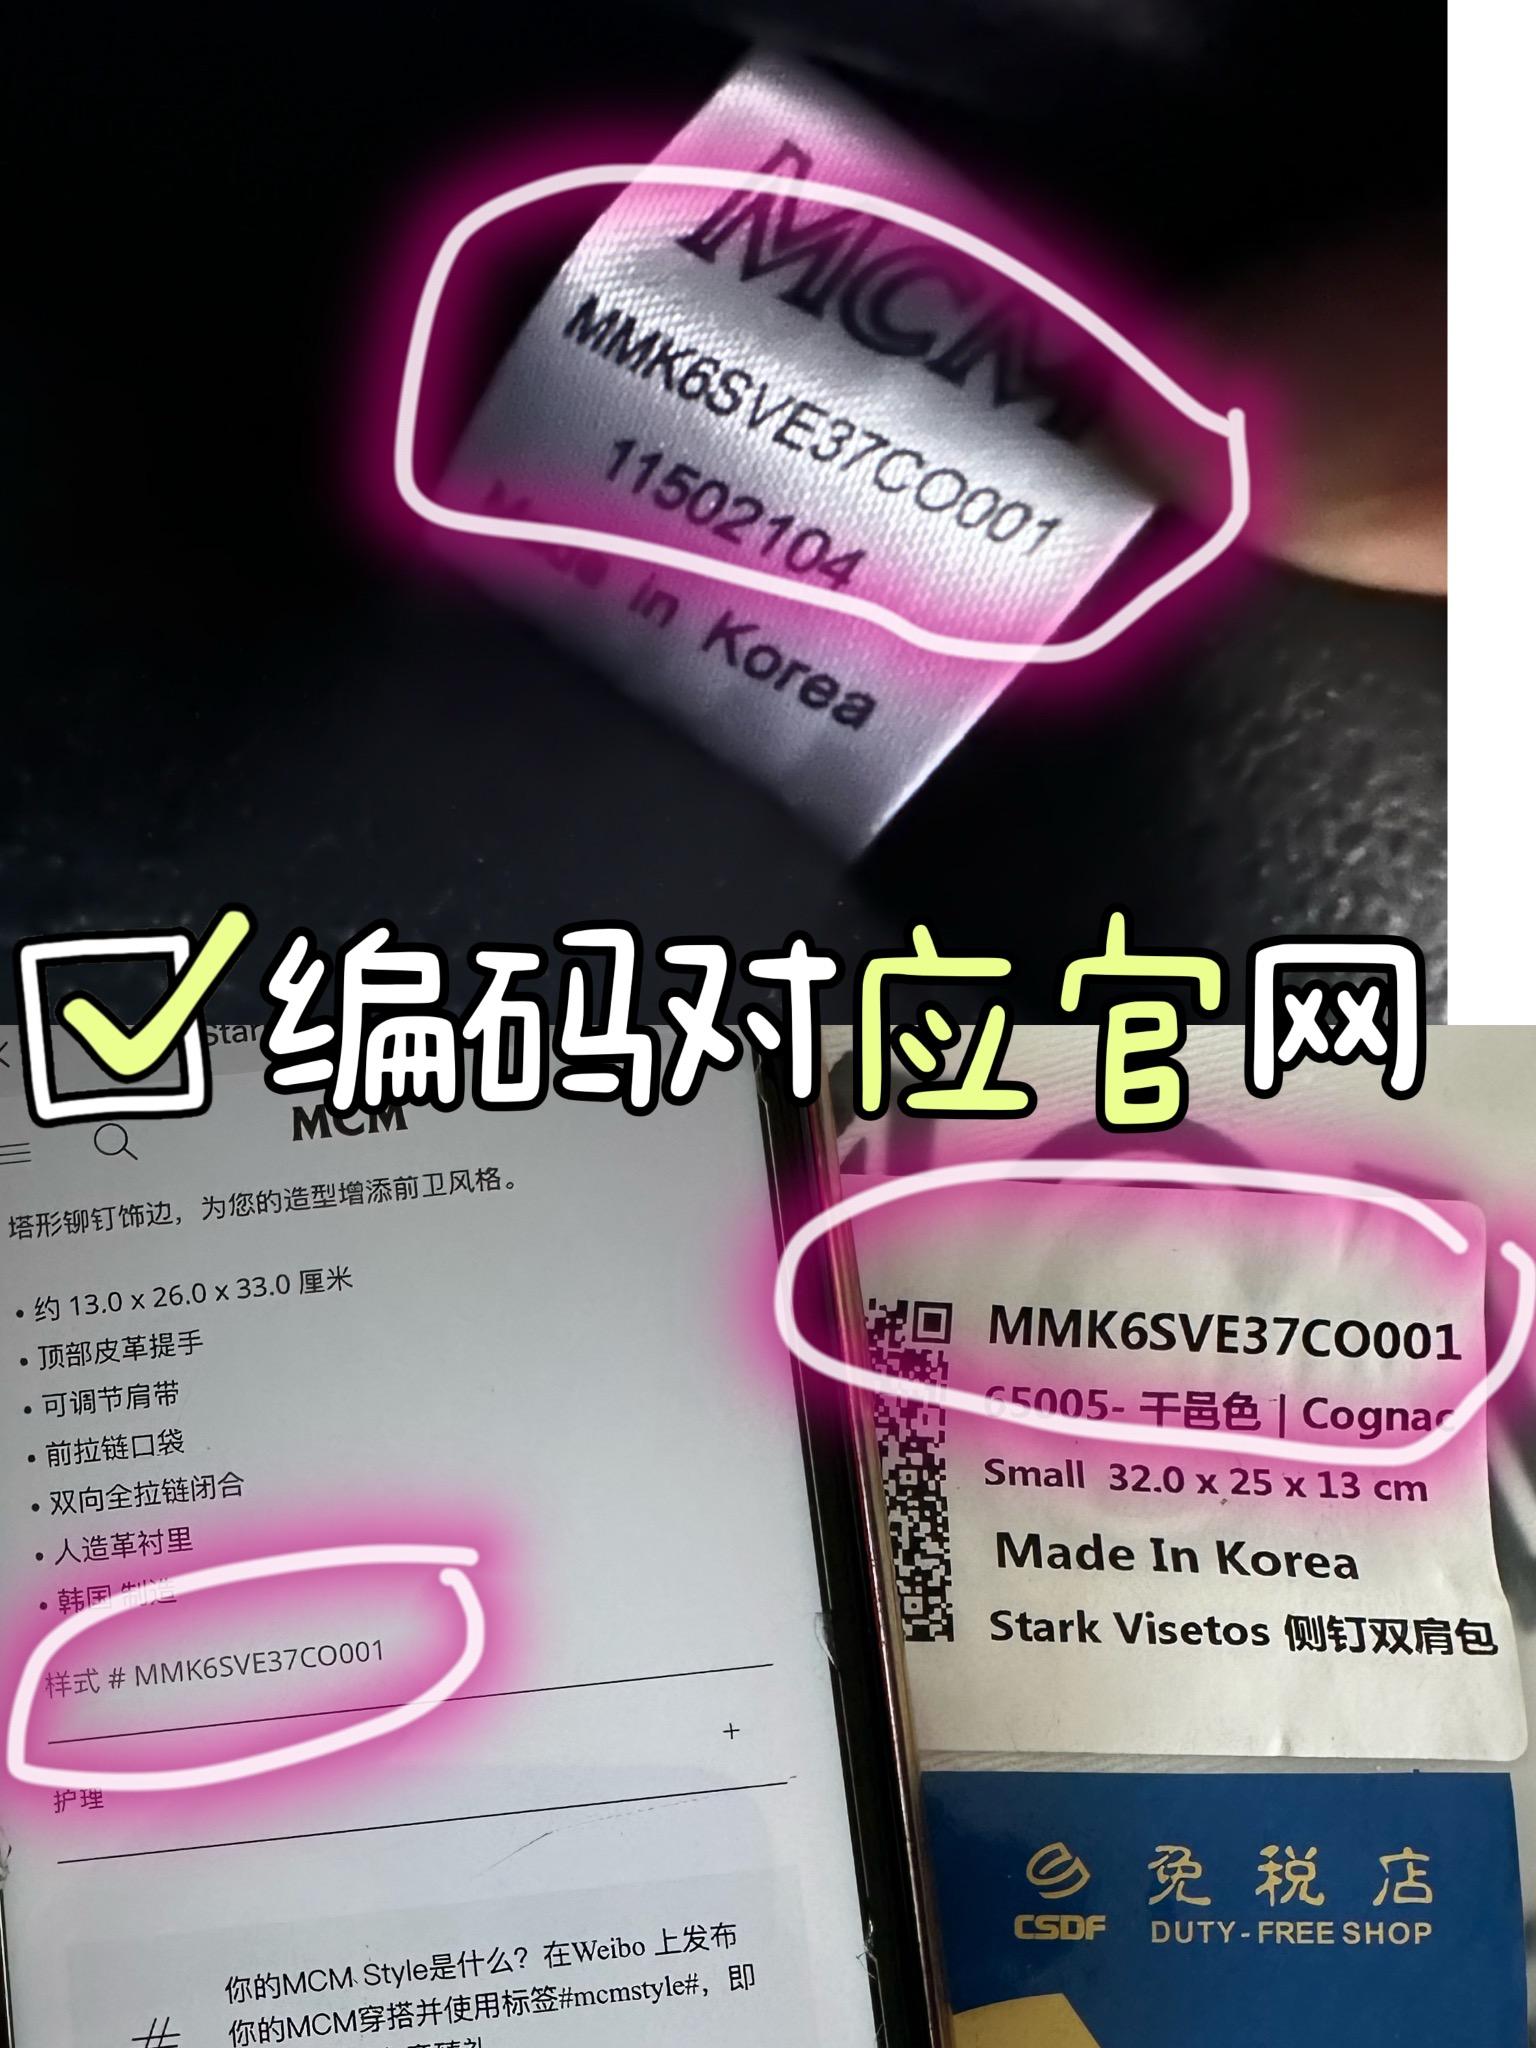 MCM
MMK6SVE37CO001
11502104
Made in Korea
编码对应官网
Star
MCM
塔形铆钉饰边，为您的造型增添前卫风格。
• 约 13.0 x 26.0 x 33.0 厘米
• 顶部皮革提手
• 可调节肩带
• 前拉链口袋
• 双向全拉链闭合
• 人造革衬里
• 韩国 制造
样式 # MMK6SVE37CO001
+
护理
# 你的MCM Style是什么？在Weibo 上发布
你的MCM穿搭并使用标签#mcmstyle#，即
MMK6SVE37CO001
65005- 干邑色 | Cognac
Small 32.0 x 25 x 13 cm
Made In Korea
Stark Visetos 侧钉双肩包
免税店
CSDF DUTY-FREE SHOP